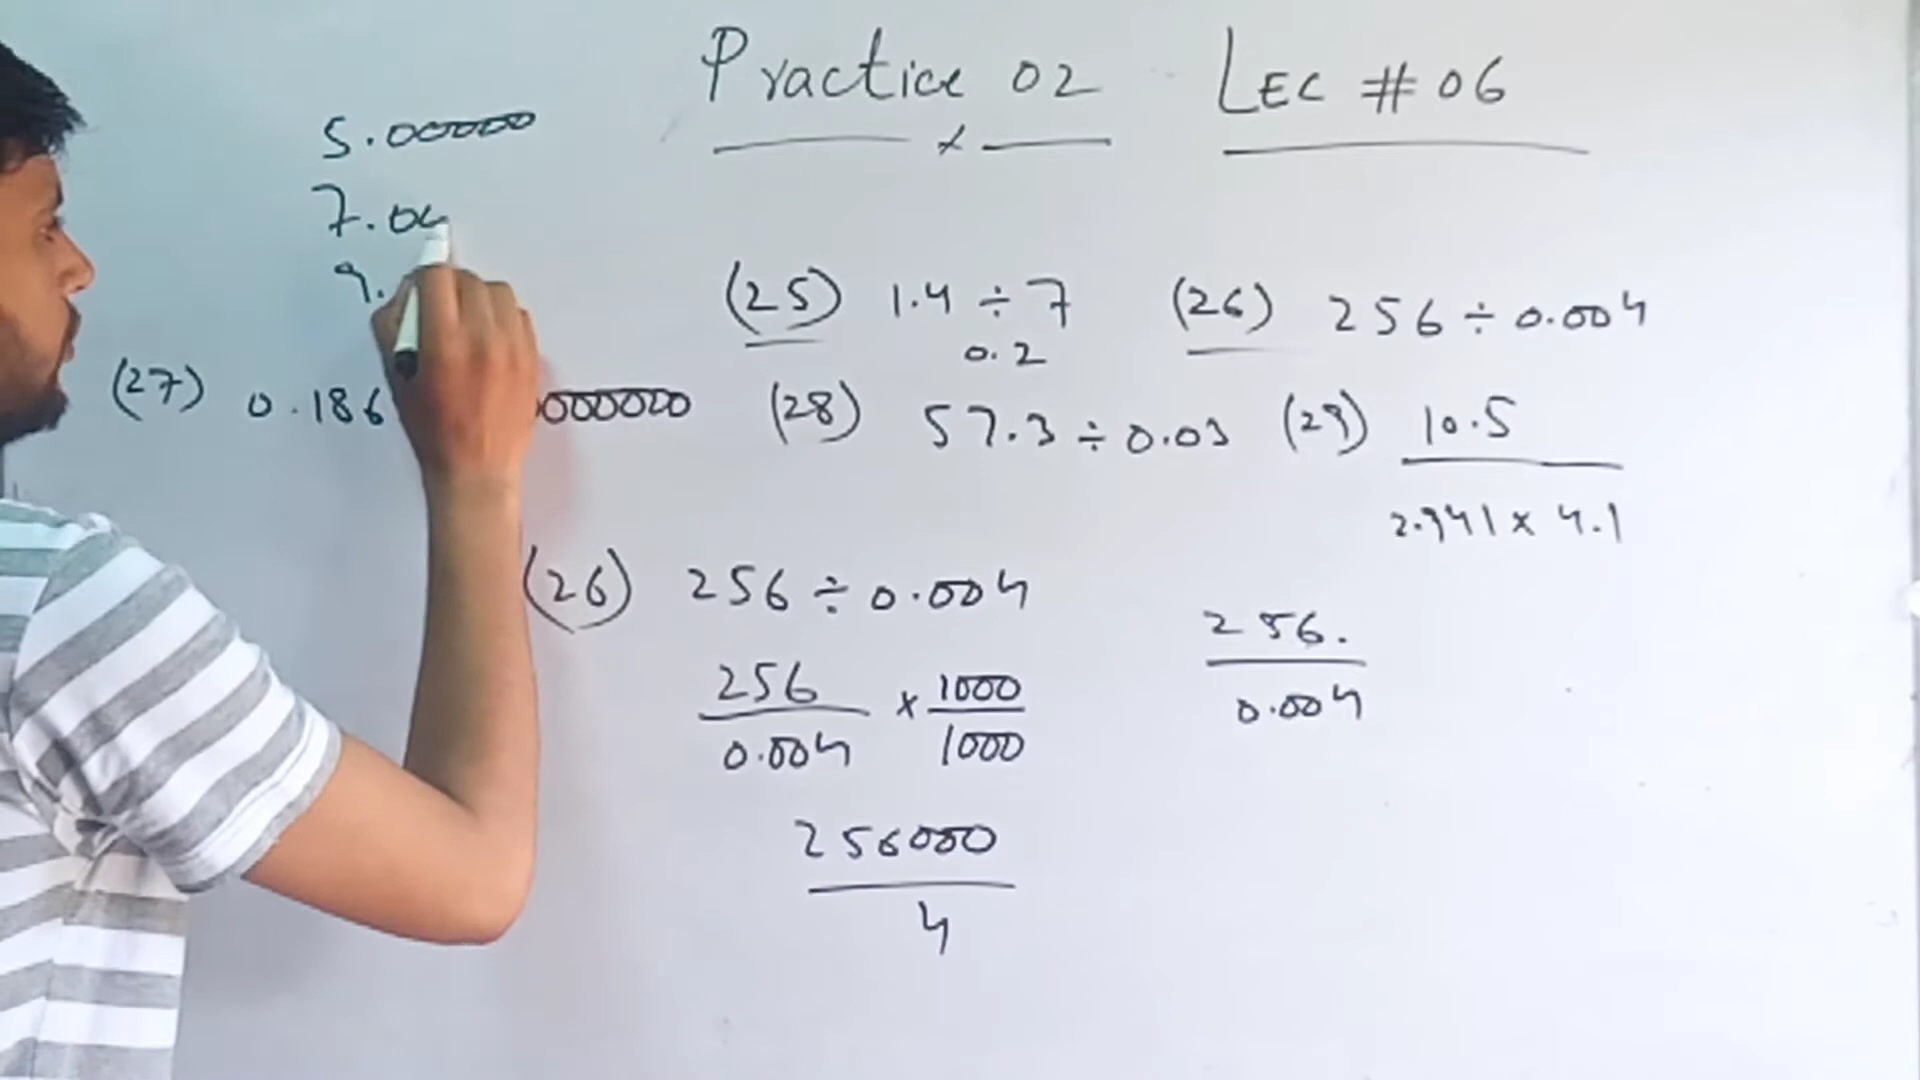 Practice 02 LEC # 06
x
5.00000
7.00
9.
(25) 1.4 ÷ 7 (26) 256 ÷ 0.004
0.2
(27) 0.186 000000 (28) 57.3 ÷ 0.03 (29) 10.5
2.941 x 4.1
(26) 256 ÷ 0.004
256 x 1000
0.004 1000
256000
4
256.
0.004